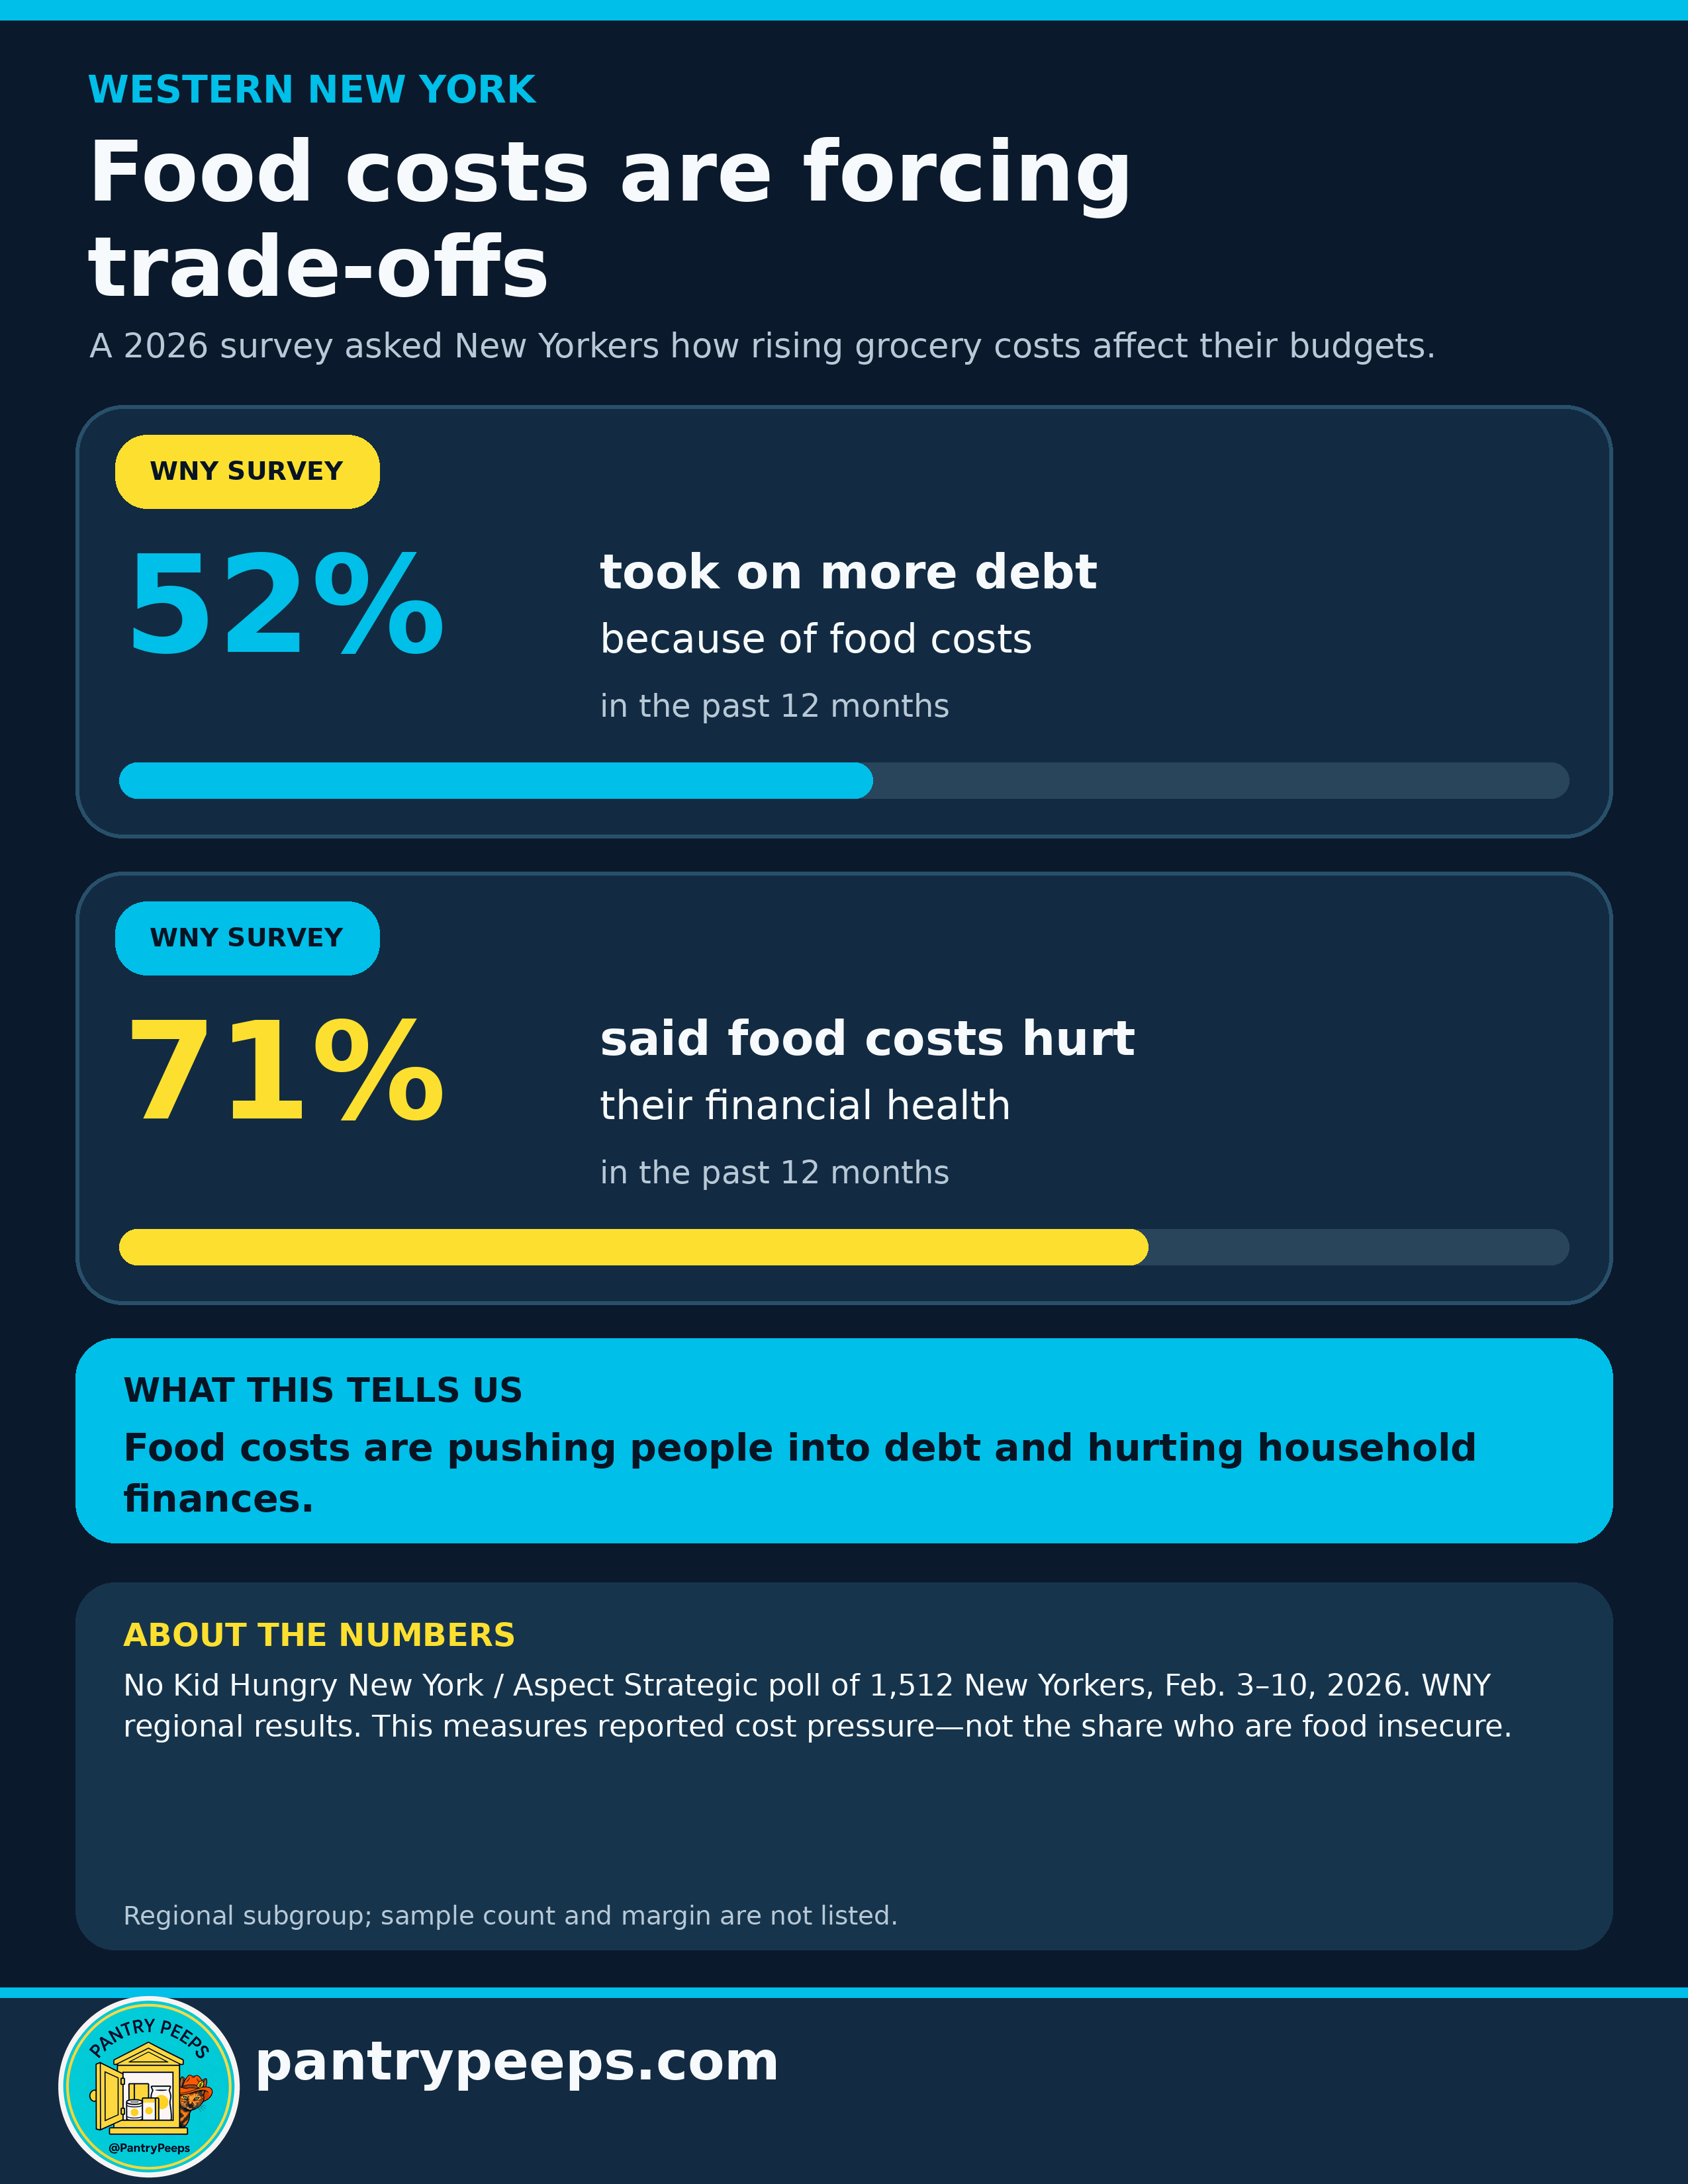 WESTERN NEW YORK
Food costs are forcing
trade-offs
A 2026 survey asked New Yorkers how rising grocery costs affect their budgets.
WNY SURVEY
52%
took on more debt
because of food costs
in the past 12 months
WNY SURVEY
71%
said food costs hurt
their financial health
in the past 12 months
WHAT THIS TELLS US
Food costs are pushing people into debt and hurting household
finances.
ABOUT THE NUMBERS
No Kid Hungry New York / Aspect Strategic poll of 1,512 New Yorkers, Feb. 3–10, 2026. WNY
regional results. This measures reported cost pressure—not the share who are food insecure.
Regional subgroup; sample count and margin are not listed.
PANTRY PEEPS
@PantryPeeps
pantrypeeps.com